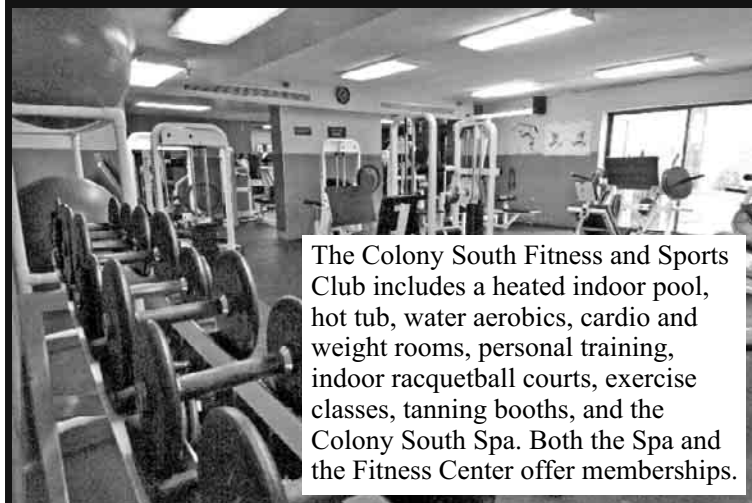 The Colony South Fitness and Sports
Club includes a heated indoor pool,
hot tub, water aerobics, cardio and
weight rooms, personal training,
indoor racquetball courts, exercise
classes, tanning booths, and the
Colony South Spa. Both the Spa and
the Fitness Center offer memberships.